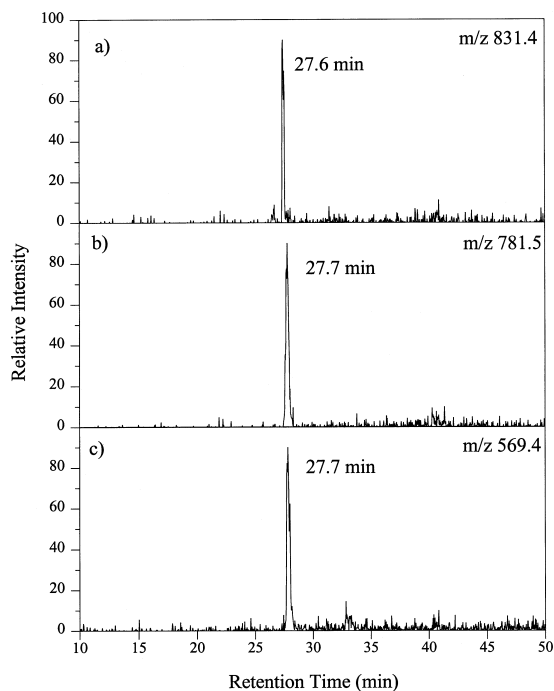 100
a)
m/z 831.4
27.6 min
80
60
40
20
0
b)
m/z 781.5
27.7 min
80
60
40
20
0
c)
m/z 569.4
27.7 min
80
60
40
20
0
10 15 20 25 30 35 40 45 50
Relative Intensity
Retention Time (min)